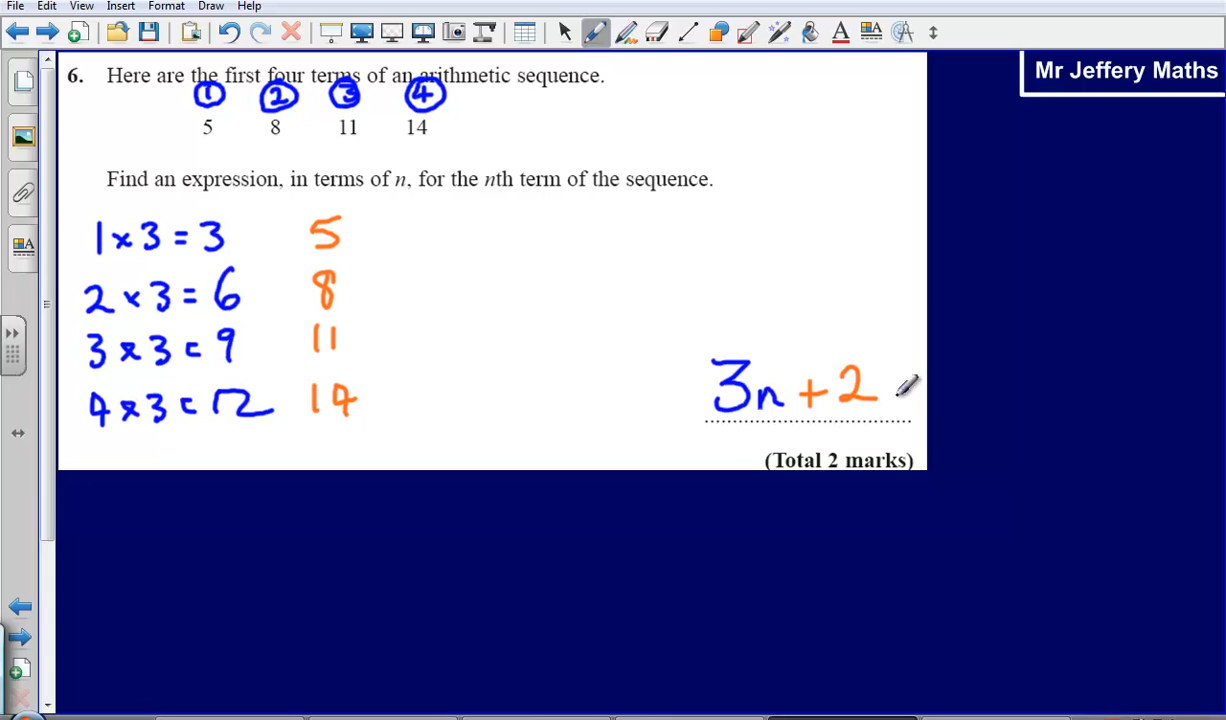 File Edit View Insert Format Draw Help
Mr Jeffery Maths
6. Here are the first four terms of an arithmetic sequence.
1 2 3 4
5 8 11 14
Find an expression, in terms of n, for the nth term of the sequence.
1 × 3 = 3 5
2 × 3 = 6 8
3 × 3 = 9 11
4 × 3 = 12 14
3n + 2
(Total 2 marks)